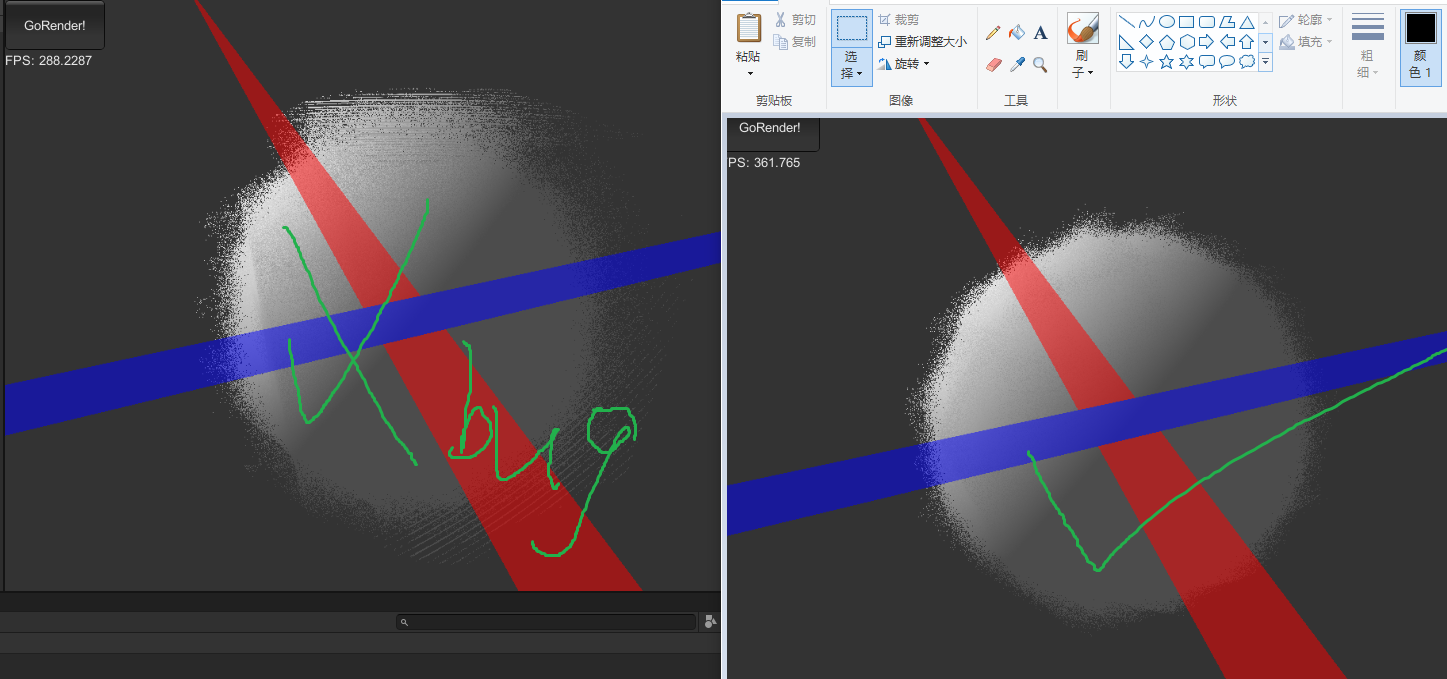 GoRender!
FPS: 288.2287
bug
粘贴
剪切
复制
剪贴板
选择
裁剪
重新调整大小
旋转
图像
A
工具
刷子
形状
轮廓
填充
粗细
颜色 1
GoRender!
PS: 361.765